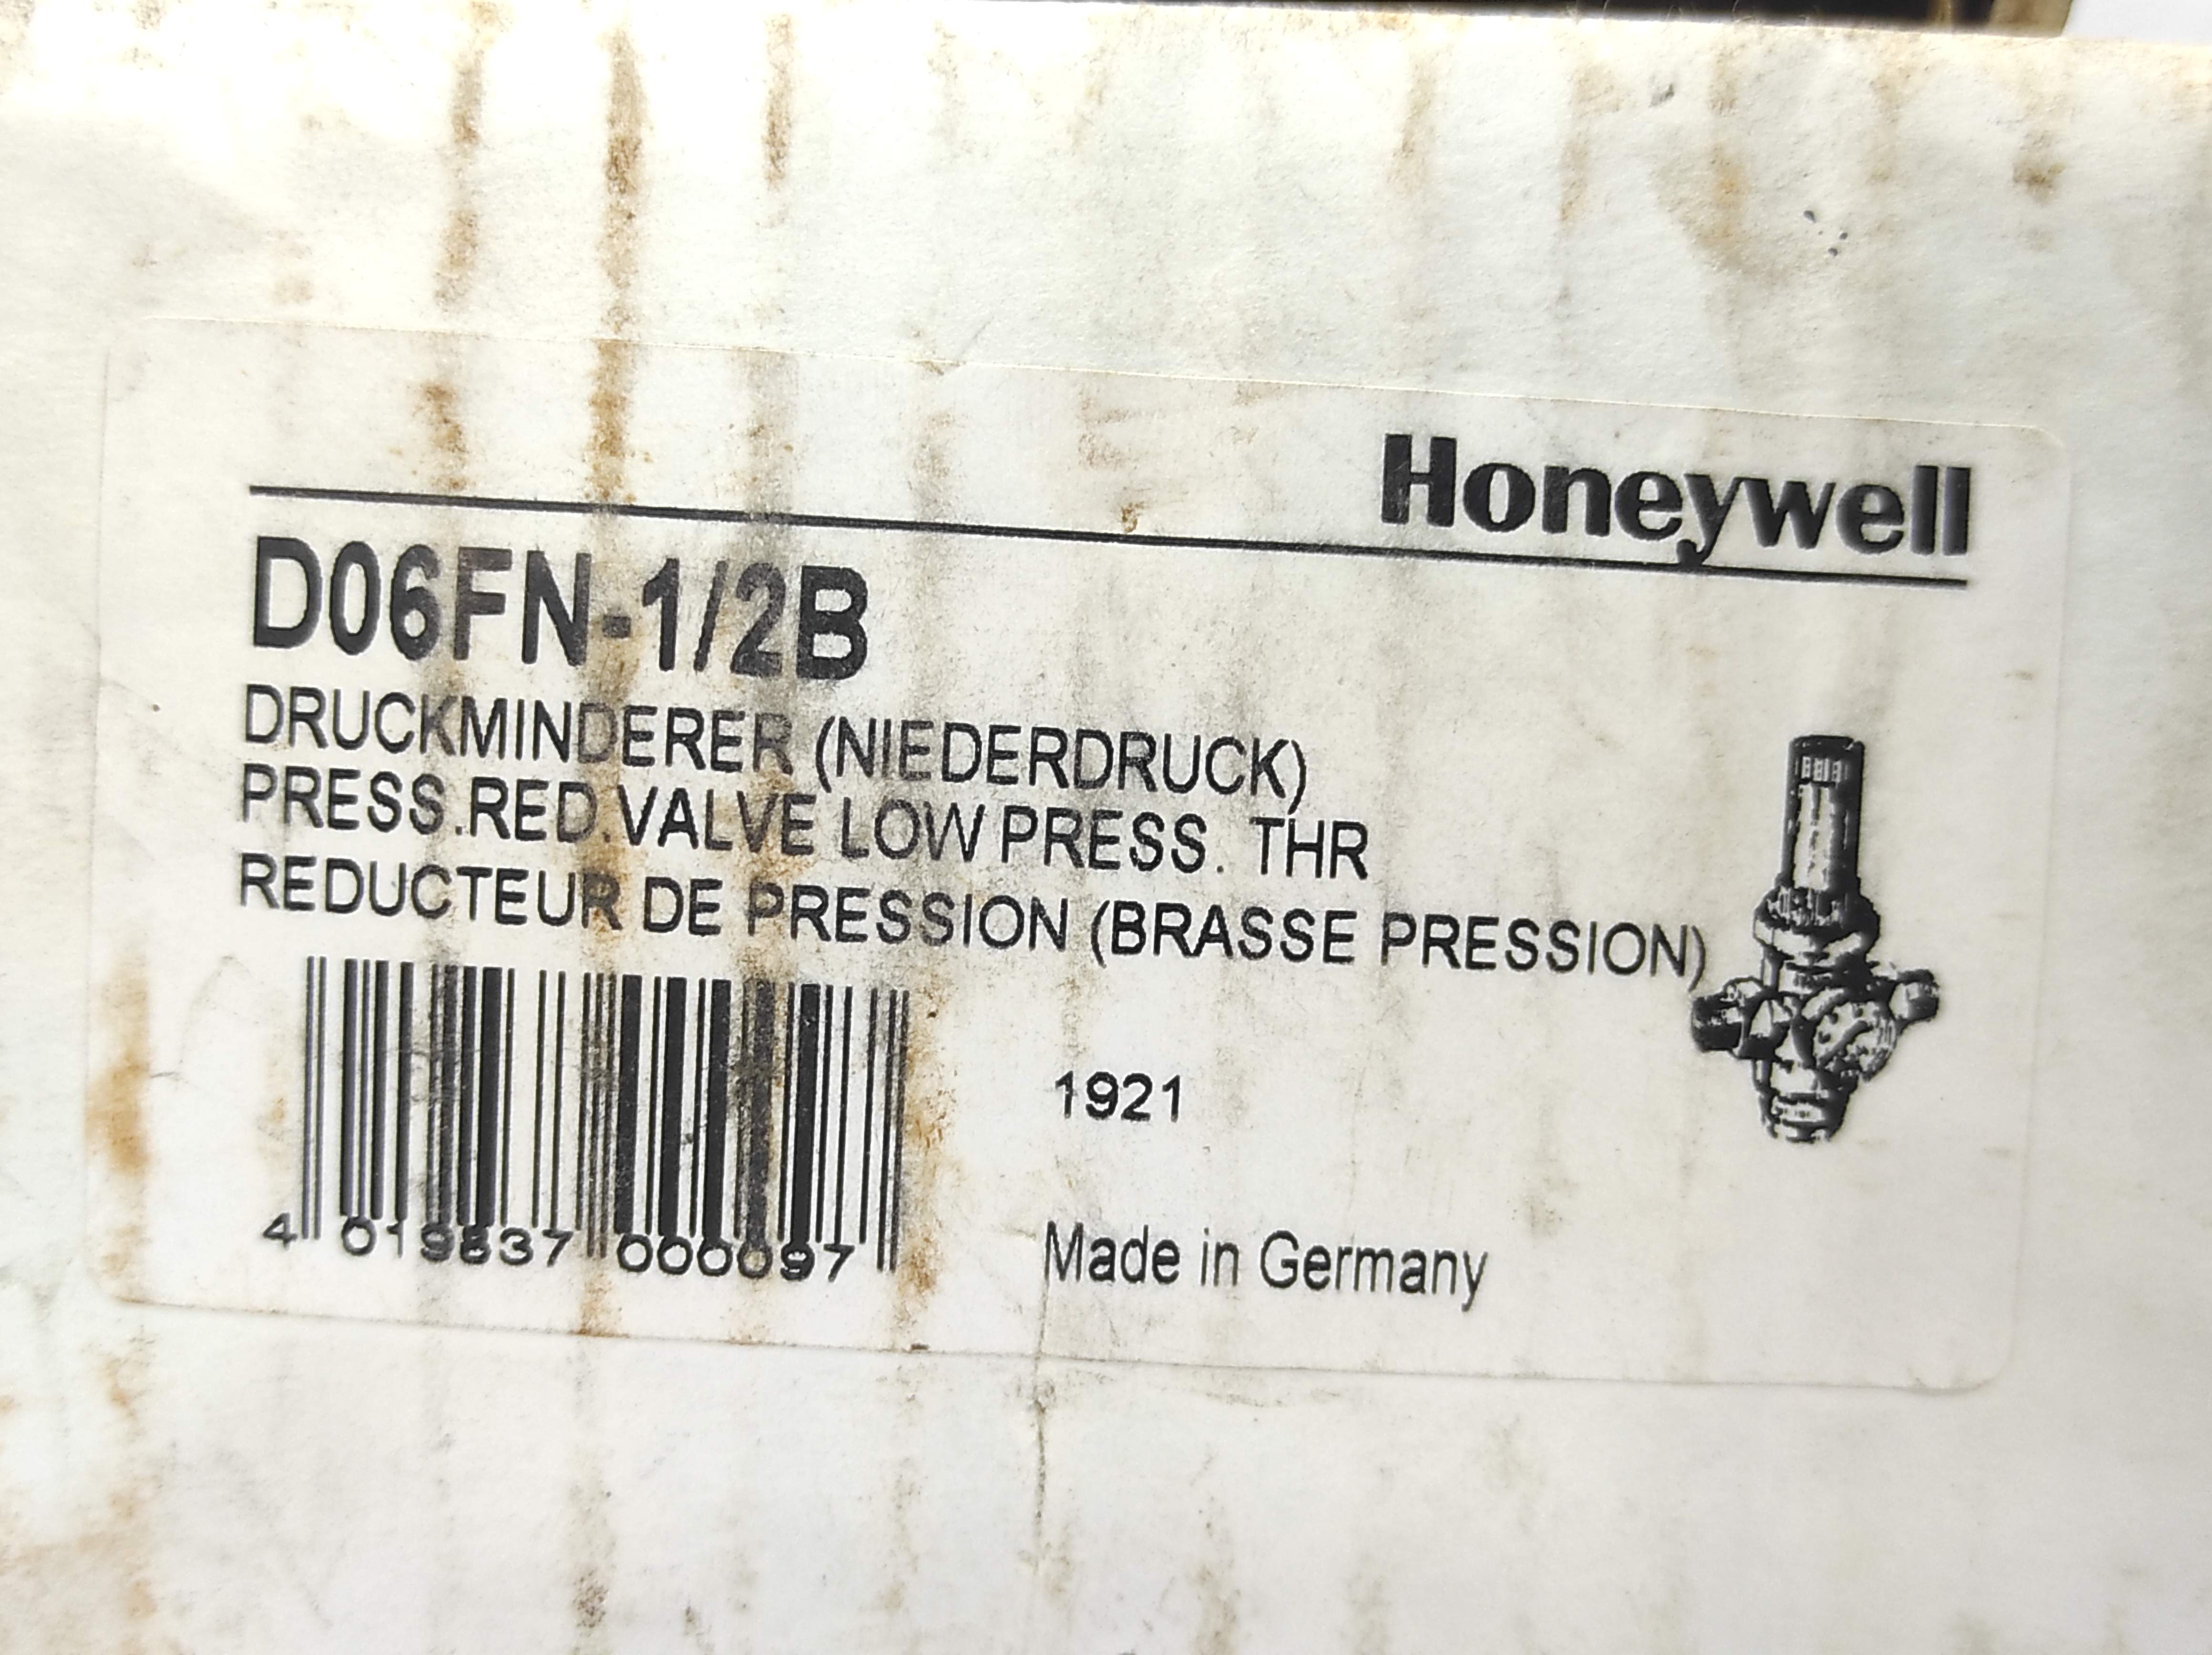 Honeywell
D06FN-1/2B
DRUCKMINDERER (NIEDERDRUCK)
PRESS.RED.VALVE LOW PRESS. THR
REDUCTEUR DE PRESSION (BRASSE PRESSION)
1921
4 019837 000097
Made in Germany